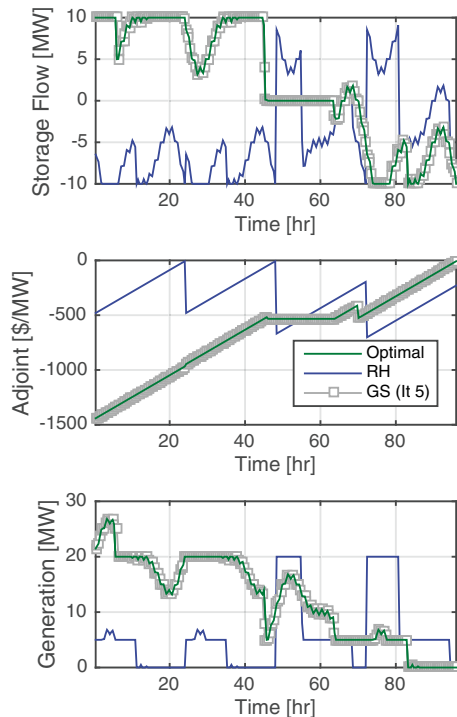 10
5
0
-5
-10
Storage Flow [MW]
20 40 60 80
Time [hr]
0
-500
-1000
-1500
Adjoint [$/MW]
Optimal
RH
GS (It 5)
20 40 60 80
Time [hr]
30
20
10
0
Generation [MW]
20 40 60 80
Time [hr]